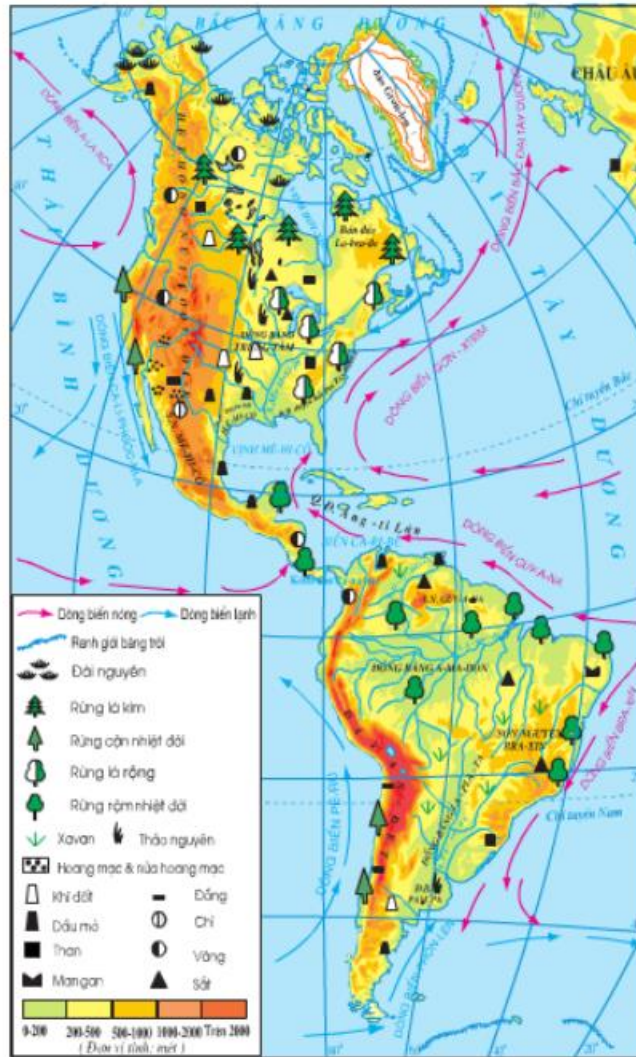 BẮC BĂNG DƯƠNG
đảo Grơn-len
CHÂU ÂU
DÒNG BIỂN A-LA-XCA
DÒNG BIỂN BẮC ĐẠI TÂY DƯƠNG
THÁI BÌNH DƯƠNG
ĐẠI TÂY DƯƠNG
Bán đảo
La-bra-đo
ĐỒNG BẰNG
TRUNG TÂM
DÒNG BIỂN GƠN - XTRIM
DÒNG BIỂN CA-LI-PHOÓC-NI-A
Chí tuyến Bắc
VỊNH MÊ-HI-CÔ
QĐ. Ăng-ti Lớn
BIỂN CA-RI-BÊ
DÒNG BIỂN GUY-A-NA
ĐỒNG BẰNG A-MA-DÔN
SƠN NGUYÊN
BRA-XIN
DÒNG BIỂN BRA-XIN
DÒNG BIỂN PÊ-RU
Chí tuyến Nam
Dòng biển nóng
Dòng biển lạnh
Ranh giới băng trôi
Đài nguyên
Rừng lá kim
Rừng cận nhiệt đới
Rừng lá rộng
Rừng rậm nhiệt đới
Xavan
Thảo nguyên
Hoang mạc & nửa hoang mạc
Khí đốt
Đồng
Dầu mỏ
Chì
Than
Vàng
Mangan
Sắt
0-200 200-500 500-1000 1000-2000 Trên 2000
( Đơn vị tính: mét )